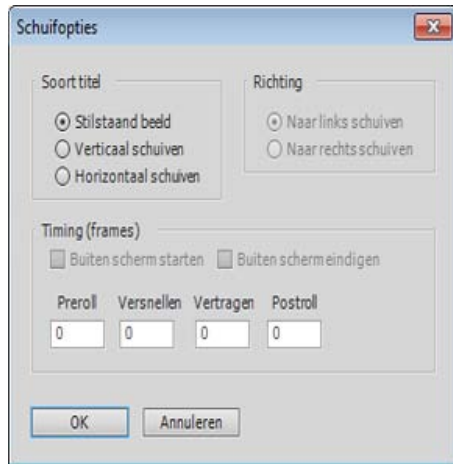 Schuifopties
Soort titel
Stilstaand beeld
Verticaal schuiven
Horizontaal schuiven
Richting
Naar links schuiven
Naar rechts schuiven
Timing (frames)
Buiten scherm starten Buiten scherm eindigen
Preroll Versnellen Vertragen Postroll
0 0 0 0
OK Annuleren